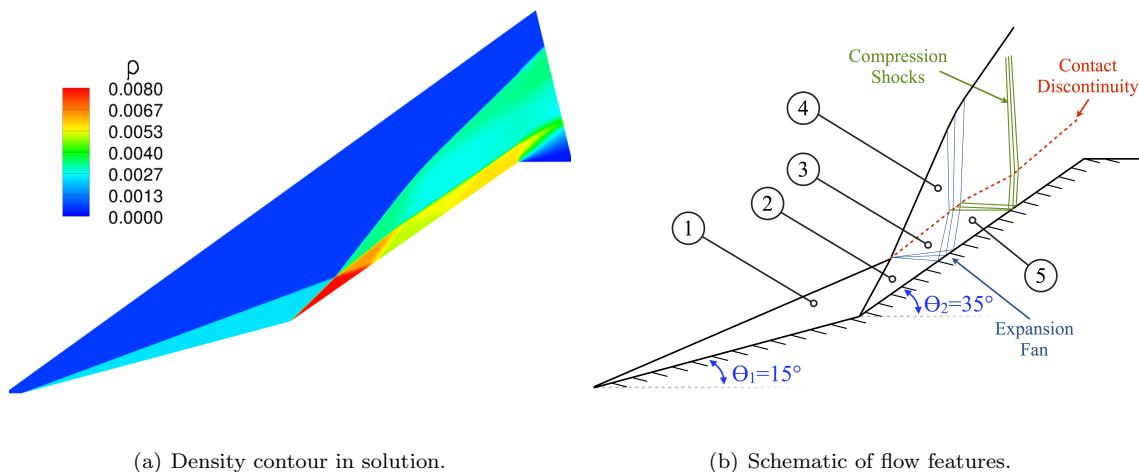 ρ
0.0080
0.0067
0.0053
0.0040
0.0027
0.0013
0.0000
Compression
Shocks
Contact
Discontinuity
4
3
2
1
5
Θ2=35°
Expansion
Fan
Θ1=15°
(a) Density contour in solution.
(b) Schematic of flow features.